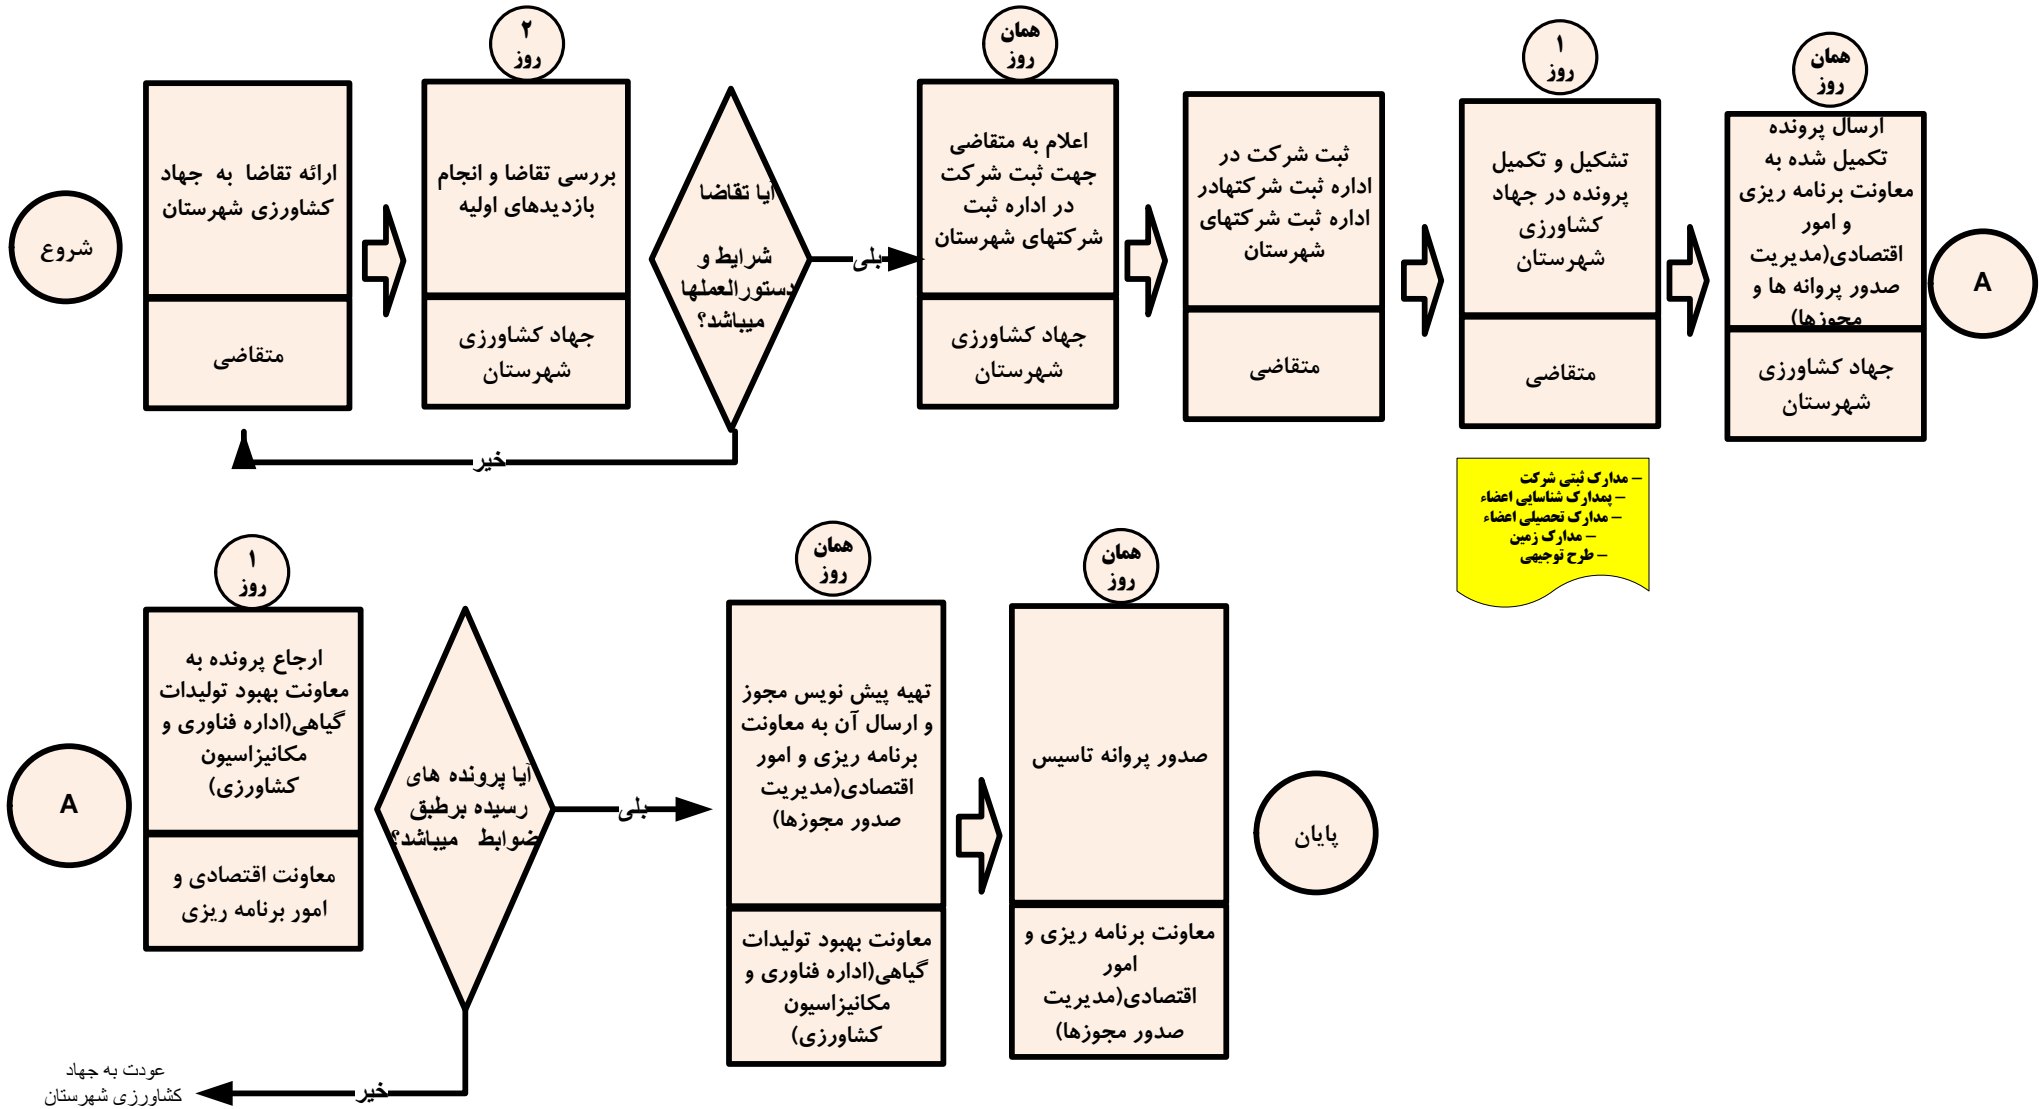 شروع
ارائه تقاضا به جهاد
کشاورزی شهرستان
متقاضی
۲
روز
بررسی تقاضا و انجام
بازدیدهای اولیه
جهاد کشاورزی
شهرستان
آیا تقاضا
شرایط و
دستورالعملها
میباشد؟
بلی
خیر
همان
روز
اعلام به متقاضی
جهت ثبت شرکت
در اداره ثبت
شرکتهای شهرستان
جهاد کشاورزی
شهرستان
ثبت شرکت در
اداره ثبت شرکتهادر
اداره ثبت شرکتهای
شهرستان
متقاضی
۱
روز
تشکیل و تکمیل
پرونده در جهاد
کشاورزی
شهرستان
متقاضی
– مدارک ثبتی شرکت
– پمدارک شناسایی اعضاء
– مدارک تحصیلی اعضاء
– مدارک زمین
– طرح توجیهی
همان
روز
ارسال پرونده
تکمیل شده به
معاونت برنامه ریزی
و امور
اقتصادی(مدیریت
صدور پروانه ها و
مجوزها)
جهاد کشاورزی
شهرستان
A
A
۱
روز
ارجاع پرونده به
معاونت بهبود تولیدات
گیاهی(اداره فناوری و
مکانیزاسیون
کشاورزی)
معاونت اقتصادی و
امور برنامه ریزی
آیا پرونده های
رسیده برطبق
ضوابط میباشد؟
بلی
خیر
عودت به جهاد
کشاورزی شهرستان
همان
روز
تهیه پیش نویس مجوز
و ارسال آن به معاونت
برنامه ریزی و امور
اقتصادی(مدیریت
صدور مجوزها)
معاونت بهبود تولیدات
گیاهی(اداره فناوری و
مکانیزاسیون
کشاورزی)
همان
روز
صدور پروانه تاسیس
معاونت برنامه ریزی و
امور
اقتصادی(مدیریت
صدور مجوزها)
پایان